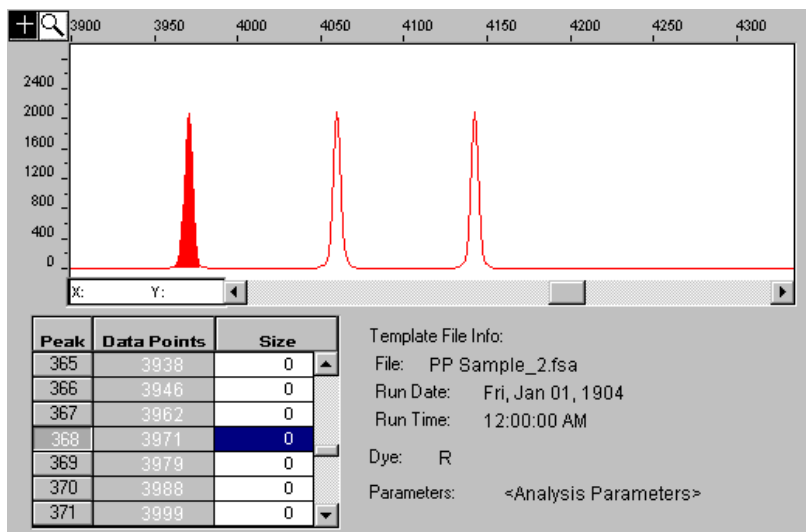 3900 3950 4000 4050 4100 4150 4200 4250 4300
2400
2000
1600
1200
800
400
0
X: Y:
Peak Data Points Size
365 3938 0
366 3946 0
367 3962 0
368 3971 0
369 3979 0
370 3988 0
371 3999 0
Template File Info:
File: PP Sample_2.fsa
Run Date: Fri, Jan 01, 1904
Run Time: 12:00:00 AM
Dye: R
Parameters: <Analysis Parameters>